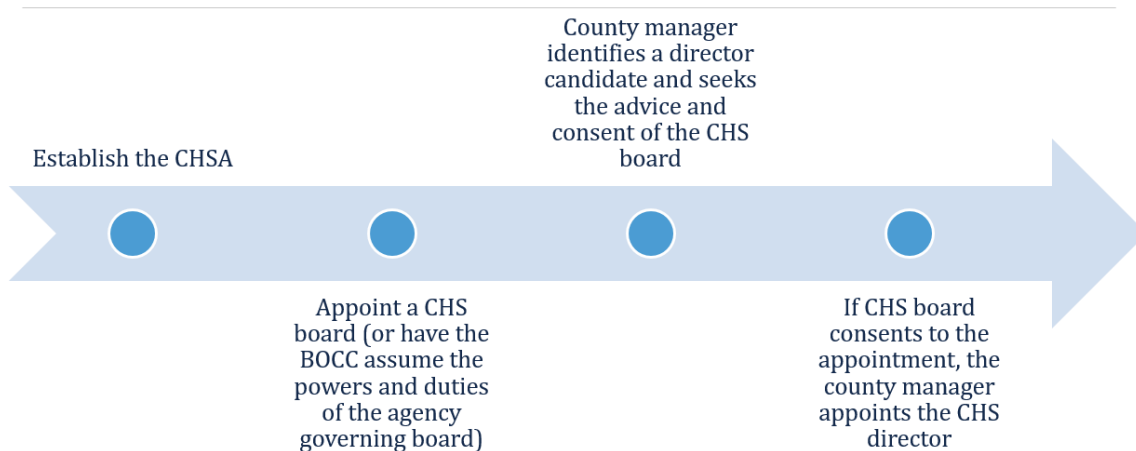 Establish the CHSA
Appoint a CHS
board (or have the
BOCC assume the
powers and duties
of the agency
governing board)
County manager
identifies a director
candidate and seeks
the advice and
consent of the CHS
board
If CHS board
consents to the
appointment, the
county manager
appoints the CHS
director